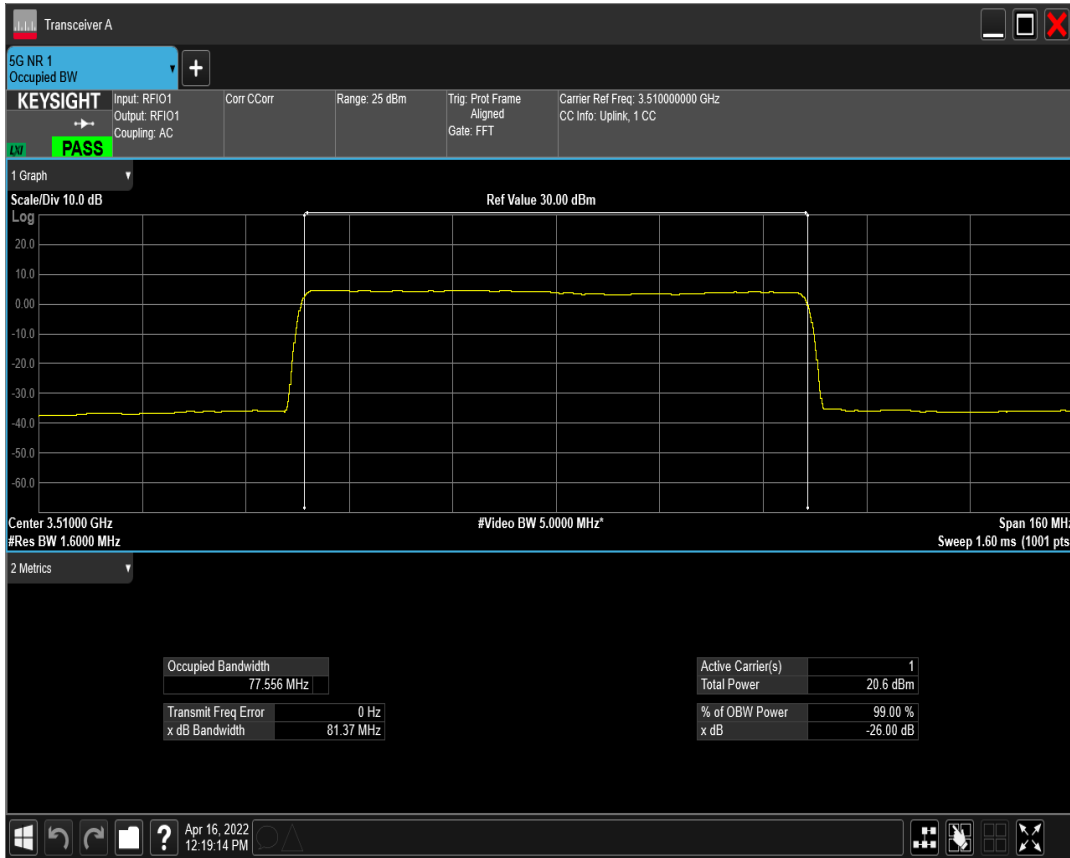 Transceiver A
5G NR 1
Occupied BW
+
KEYSIGHT
LXI
PASS
Input: RFIO1
Output: RFIO1
Coupling: AC
Corr CCorr
Range: 25 dBm
Trig: Prot Frame
Aligned
Gate: FFT
Carrier Ref Freq: 3.510000000 GHz
CC Info: Uplink, 1 CC
1 Graph
Scale/Div 10.0 dB
Ref Value 30.00 dBm
Log
20.0
10.0
0.00
-10.0
-20.0
-30.0
-40.0
-50.0
-60.0
Center 3.51000 GHz
#Video BW 5.0000 MHz*
Span 160 MHz
#Res BW 1.6000 MHz
Sweep 1.60 ms (1001 pts
2 Metrics
Occupied Bandwidth
77.556 MHz
Transmit Freq Error 0 Hz
x dB Bandwidth 81.37 MHz
Active Carrier(s) 1
Total Power 20.6 dBm
% of OBW Power 99.00 %
x dB -26.00 dB
?
Apr 16, 2022
12:19:14 PM